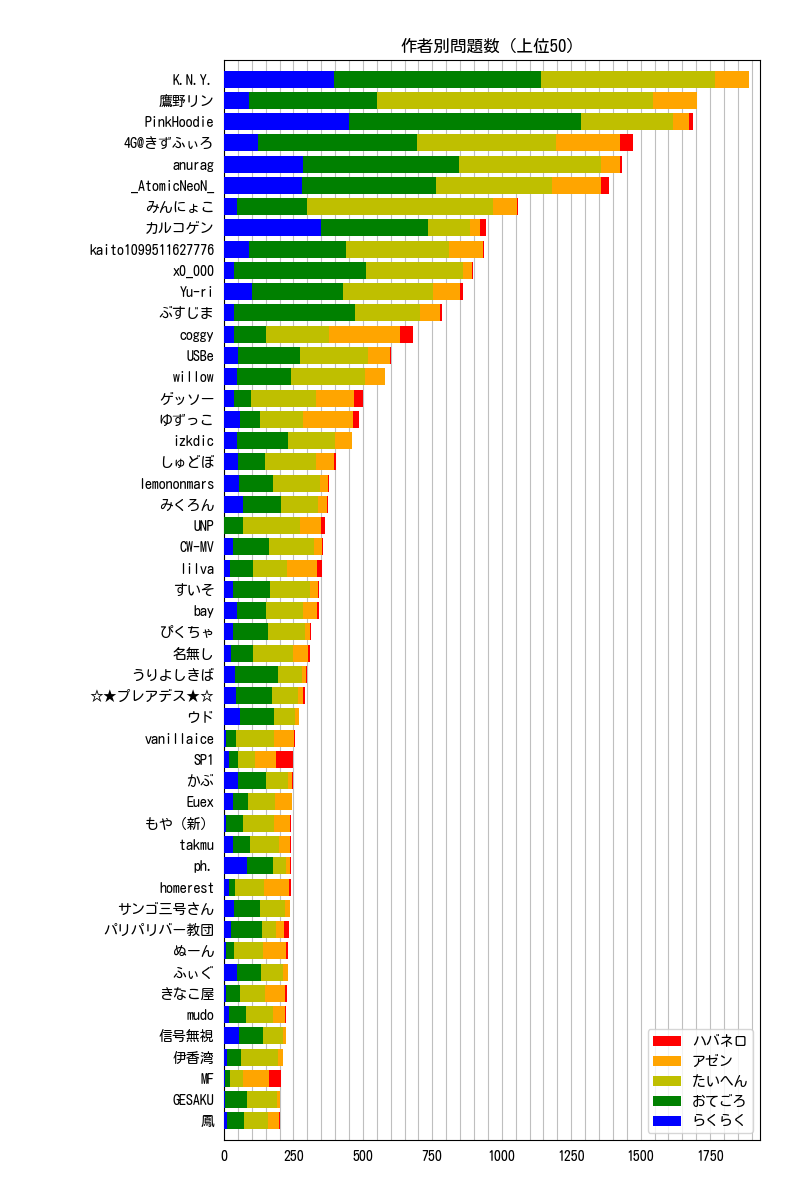 作者別問題数（上位50）
K.N.Y.
鷹野リン
PinkHoodie
4G@きずふぃろ
anurag
_AtomicNeoN_
みんにょこ
カルコゲン
kaito1099511627776
x0_000
Yu-ri
ぶすじま
coggy
USBe
willow
ゲッソー
ゆずっこ
izkdic
しゅどぼ
lemononmars
みくろん
UNP
CW-MV
lilva
すいそ
bay
ぴくちゃ
名無し
うりよしきば
☆★プレアデス★☆
ウド
vanillaice
SP1
かぶ
Euex
もや（新）
takmu
ph.
homerest
サンゴ三号さん
パリパリバー教団
ぬーん
ふぃぐ
きなこ屋
mudo
信号無視
伊香湾
MF
GESAKU
鳳
0 250 500 750 1000 1250 1500 1750
ハバネロ
アゼン
たいへん
おてごろ
らくらく